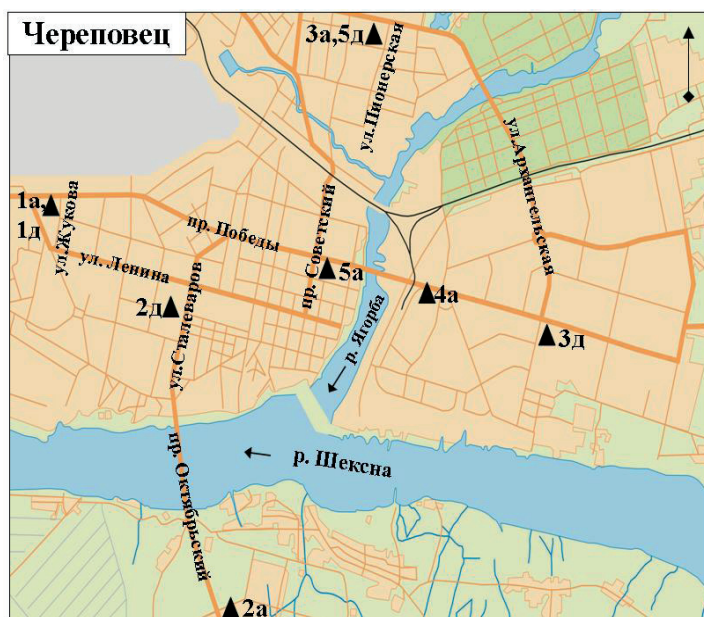 Череповец
3а,5д
ул.Пионерская
ул.Архангельская
1а,
1д
ул.Жукова
пр. Победы
ул. Ленина
пр. Советский
5а
4а
2д
ул.Сталеваров
р. Ягорба
3д
р. Шексна
пр. Октябрьский
2а